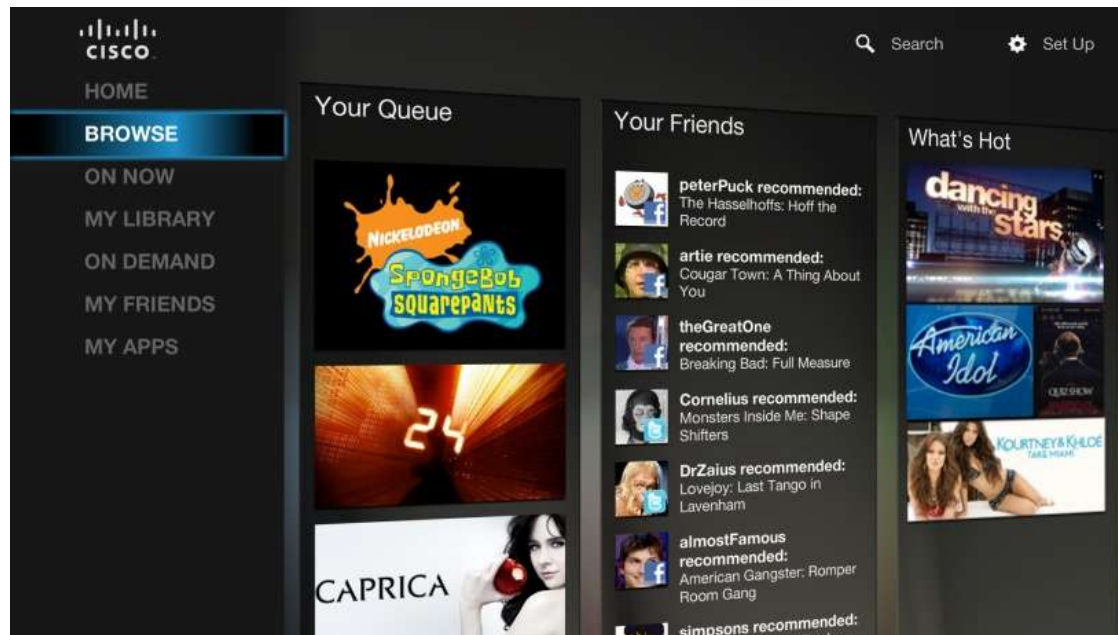 CISCO
Search
Set Up
HOME
BROWSE
ON NOW
MY LIBRARY
ON DEMAND
MY FRIENDS
MY APPS
Your Queue
NICKELODEON
SpongeBob
SQUAREPANTS
24
CAPRICA
Your Friends
peterPuck recommended:
The Hasselhoffs: Hoff the
Record
artie recommended:
Cougar Town: A Thing About
You
theGreatOne
recommended:
Breaking Bad: Full Measure
Cornelius recommended:
Monsters Inside Me: Shape
Shifters
DrZaius recommended:
Lovejoy: Last Tango in
Lavenham
almostFamous
recommended:
American Gangster: Romper
Room Gang
simpsons recommended:
What's Hot
dancing
with the
stars
American
Idol
QUIZ SHOW
KOURTNEY & KHLOÉ
TAKE MIAMI